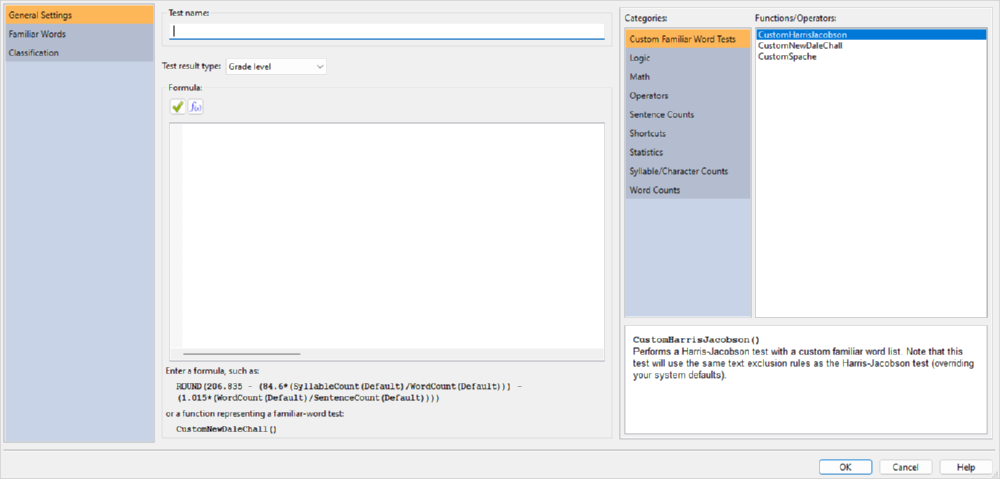 General Settings
Familiar Words
Classification
Test name:
Test result type: Grade level
Formula:
f(x)
Enter a formula, such as:
ROUND(206.835 - (84.6*(SyllableCount(Default)/WordCount(Default))) -
(1.015*(WordCount(Default)/SentenceCount(Default))))
or a function representing a familiar-word test:
CustomNewDaleChall()
Categories:
Custom Familiar Word Tests
Logic
Math
Operators
Sentence Counts
Shortcuts
Statistics
Syllable/Character Counts
Word Counts
Functions/Operators:
CustomHarrisJacobson
CustomNewDaleChall
CustomSpache
CustomHarrisJacobson()
Performs a Harris-Jacobson test with a custom familiar word list. Note that this
test will use the same text exclusion rules as the Harris-Jacobson test (overriding
your system defaults).
OK
Cancel
Help